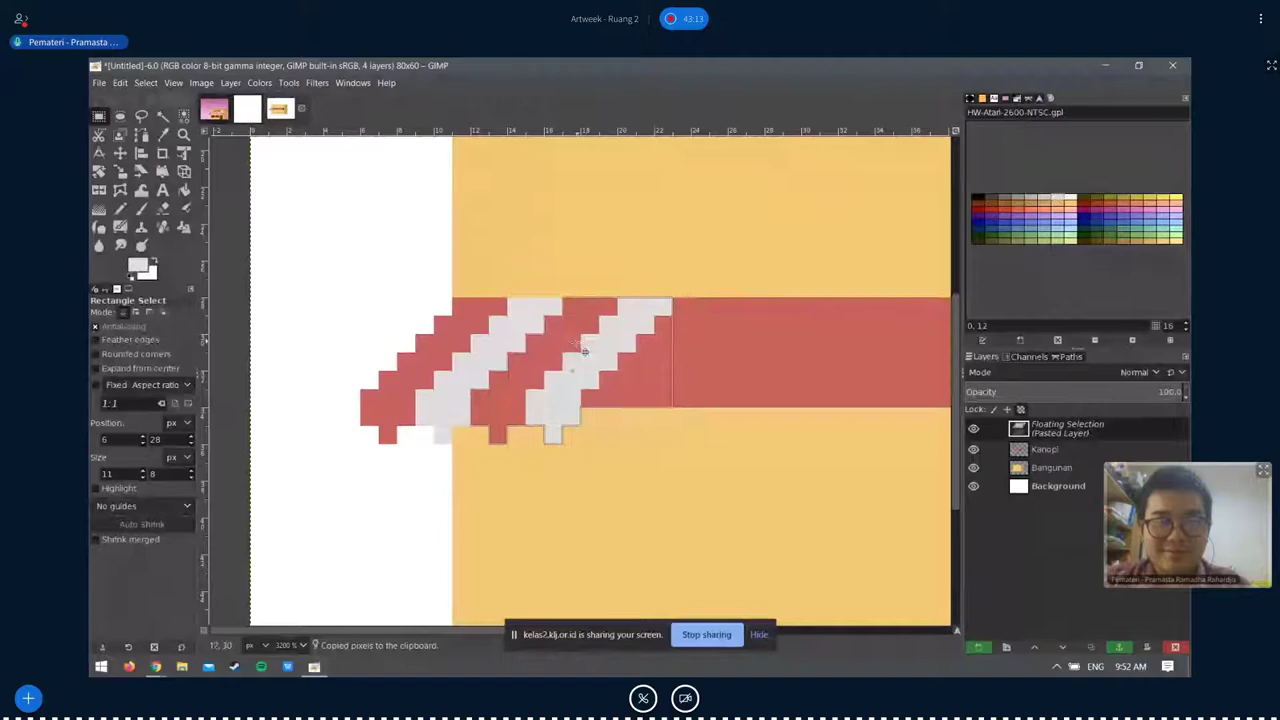 Artweek - Ruang 2
43:13
Pemateri - Pramasta ...
*[Untitled]-6.0 (RGB color 8-bit gamma integer, GIMP built-in sRGB, 4 layers) 80x60 – GIMP
File Edit Select View Image Layer Colors Tools Filters Windows Help
HW-Atari-2600-NTSC.gpl
Rectangle Select
Mode:
Antialiasing
Feather edges
Rounded corners
Expand from center
Fixed Aspect ratio
1:1
Position: px
6 28
Size px
11 8
Highlight
No guides
Auto Shrink
Shrink merged
0, 12
16
Layers Channels Paths
Mode Normal
Opacity 100.0
Lock:
Floating Selection
(Pasted Layer)
Kanopi
Bangunan
Background
Pemateri - Pramasta Ramadha Rahardjo
kelas2.klj.or.id is sharing your screen.
Stop sharing
Hide
px
3200 %
Copied pixels to the clipboard.
ENG
9:52 AM